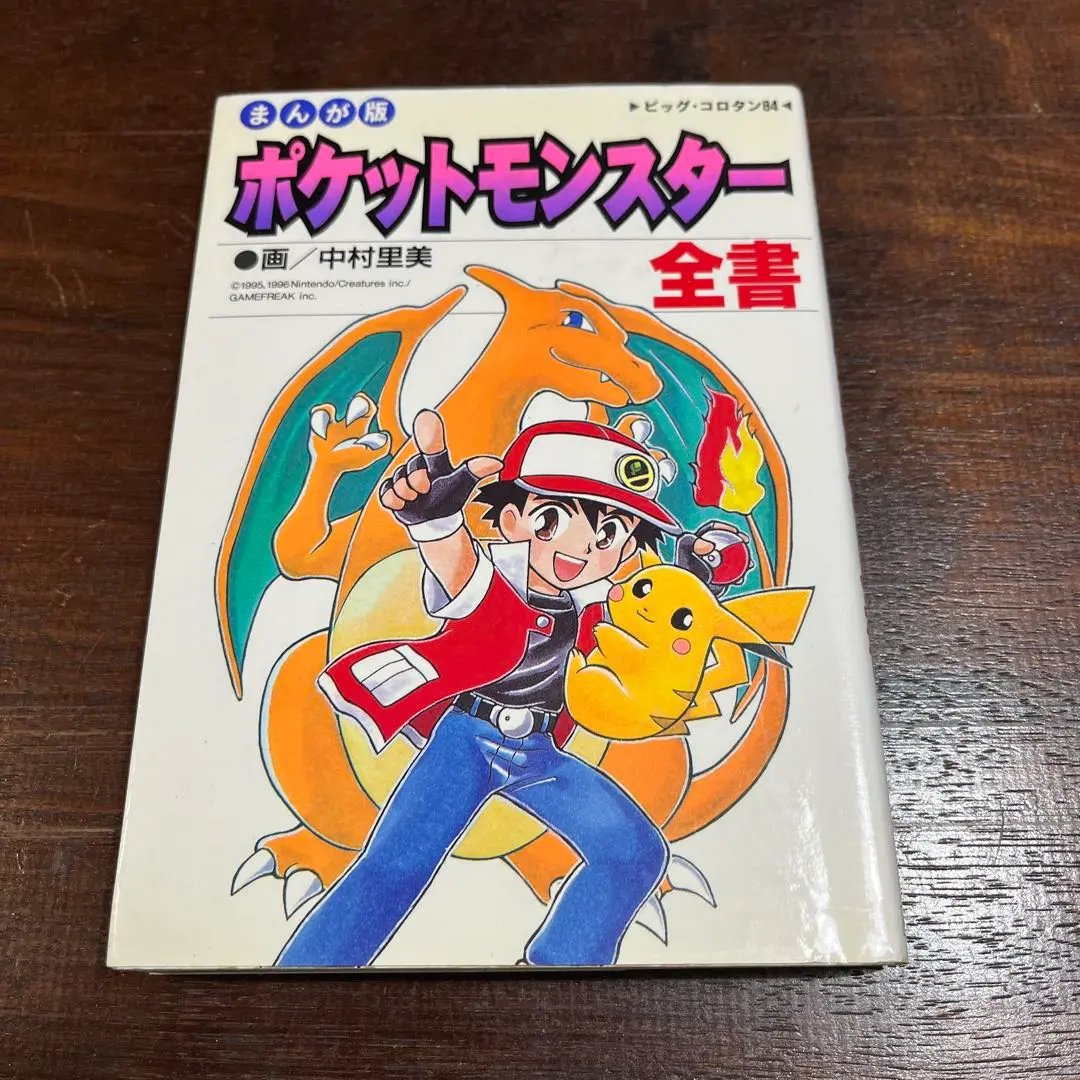 まんが版
▶ビッグ・コロタン84◀
ポケットモンスター
全書
●画／中村里美
©1995,1996 Nintendo/Creatures inc./
GAMEFREAK inc.